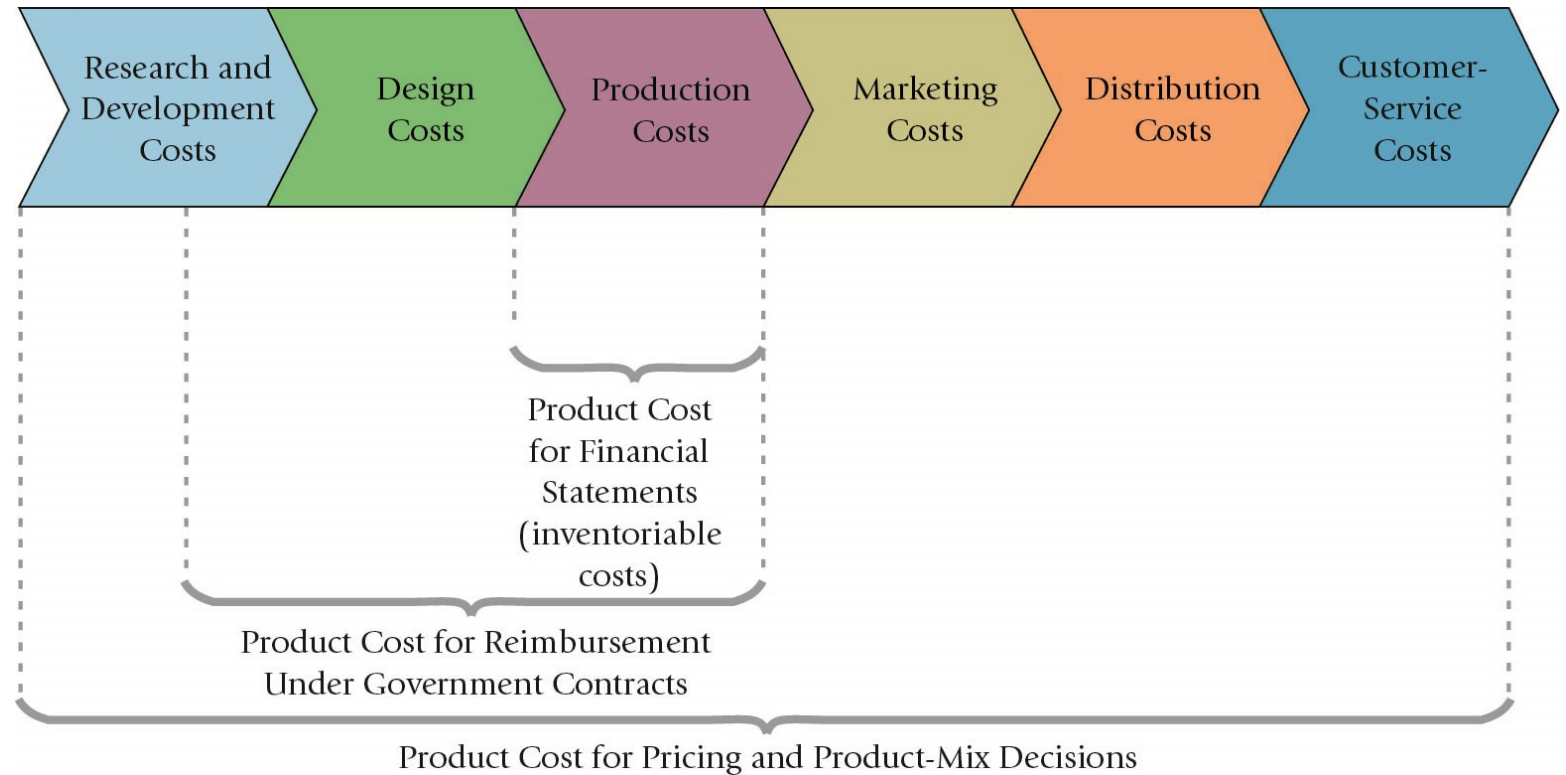 Research and
Development
Costs
Design
Costs
Production
Costs
Marketing
Costs
Distribution
Costs
Customer-
Service
Costs
Product Cost
for Financial
Statements
(inventoriable
costs)
Product Cost for Reimbursement
Under Government Contracts
Product Cost for Pricing and Product-Mix Decisions